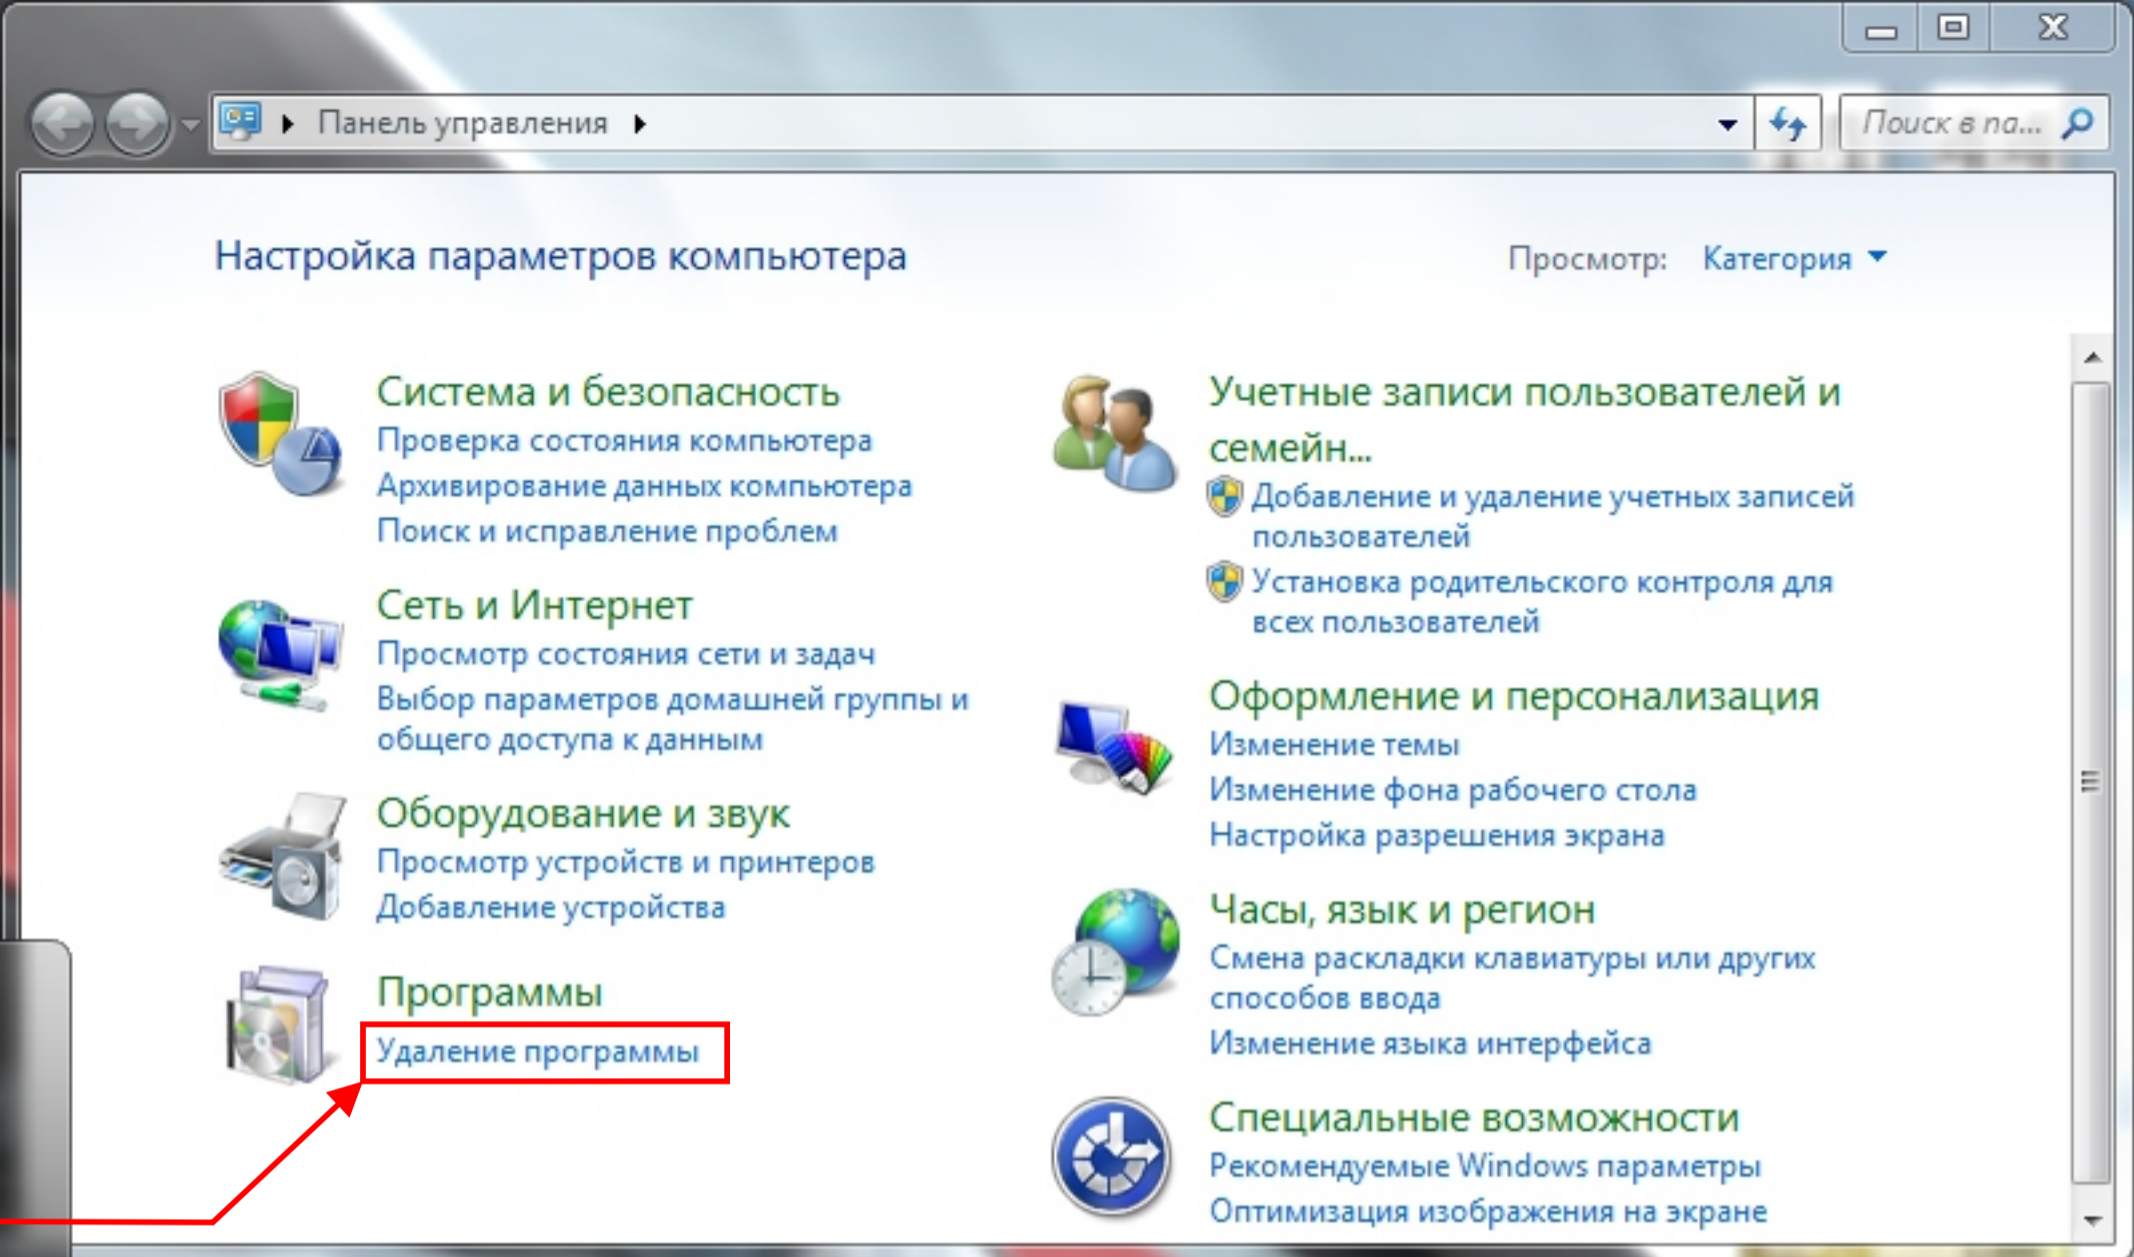 Панель управления
Поиск в па...
Настройка параметров компьютера
Просмотр: Категория
Система и безопасность
Проверка состояния компьютера
Архивирование данных компьютера
Поиск и исправление проблем
Сеть и Интернет
Просмотр состояния сети и задач
Выбор параметров домашней группы и
общего доступа к данным
Оборудование и звук
Просмотр устройств и принтеров
Добавление устройства
Программы
Удаление программы
Учетные записи пользователей и
семейн...
Добавление и удаление учетных записей
пользователей
Установка родительского контроля для
всех пользователей
Оформление и персонализация
Изменение темы
Изменение фона рабочего стола
Настройка разрешения экрана
Часы, язык и регион
Смена раскладки клавиатуры или других
способов ввода
Изменение языка интерфейса
Специальные возможности
Рекомендуемые Windows параметры
Оптимизация изображения на экране